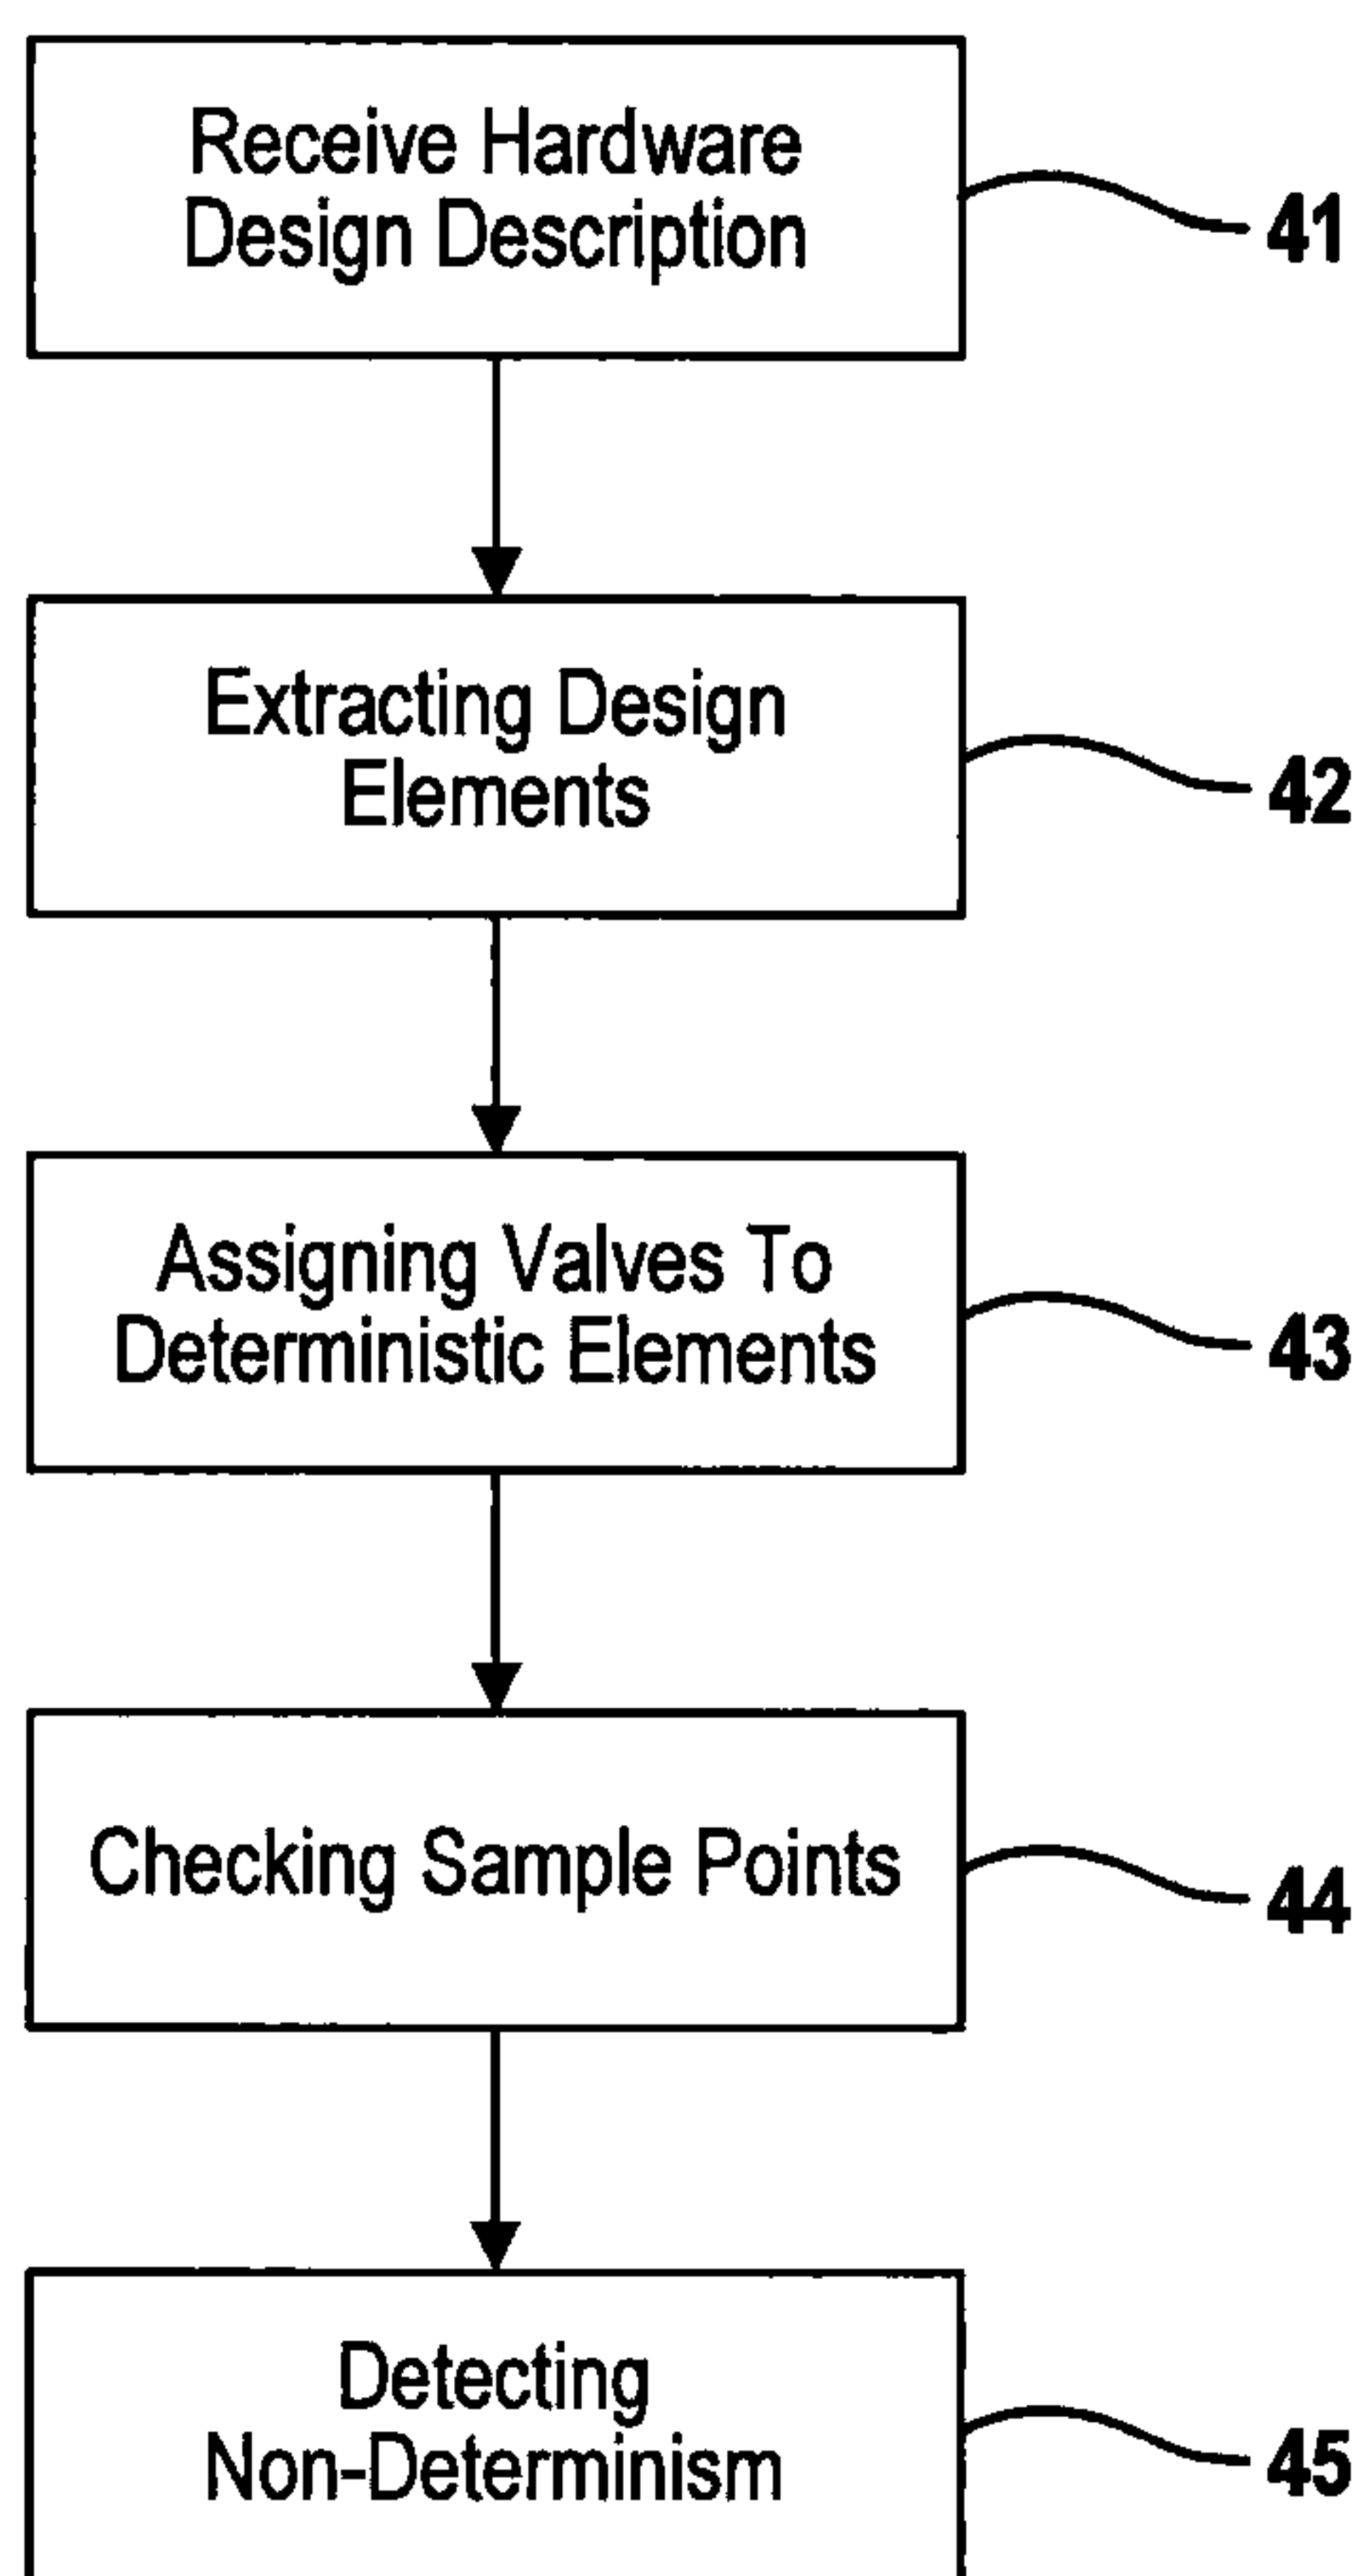 Receive Hardware
Design Description
41
Extracting Design
Elements
42
Assigning Valves To
Deterministic Elements
43
Checking Sample Points
44
Detecting
Non-Determinism
45